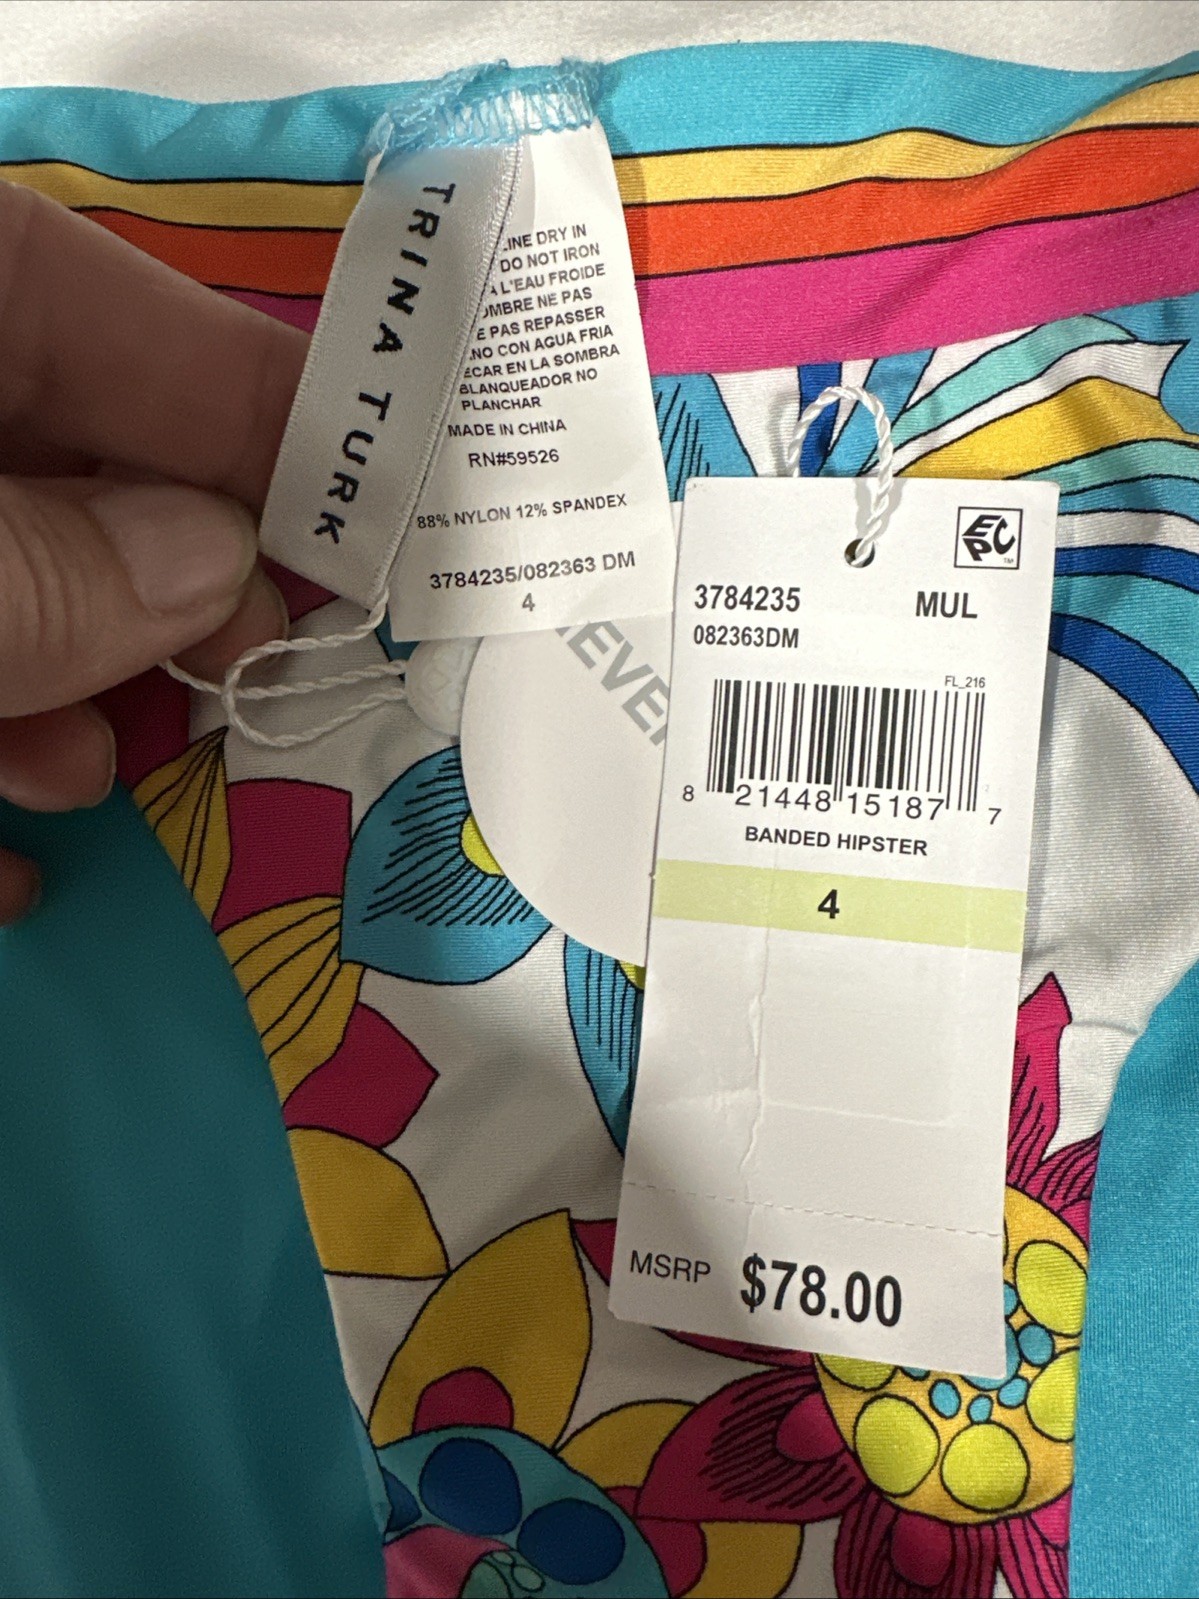 TRINA TURK
LINE DRY IN
DO NOT IRON
L'EAU FROIDE
OMBRE NE PAS
PAS REPASSER
CON AGUA FRIA
EN LA SOMBRA
BLANQUEADOR NO
PLANCHAR
MADE IN CHINA
RN#59526
88% NYLON 12% SPANDEX
3784235/082363 DM
4
EPC
TM
3784235 MUL
082363DM
FL_216
8 21448 15187 7
BANDED HIPSTER
4
MSRP $78.00